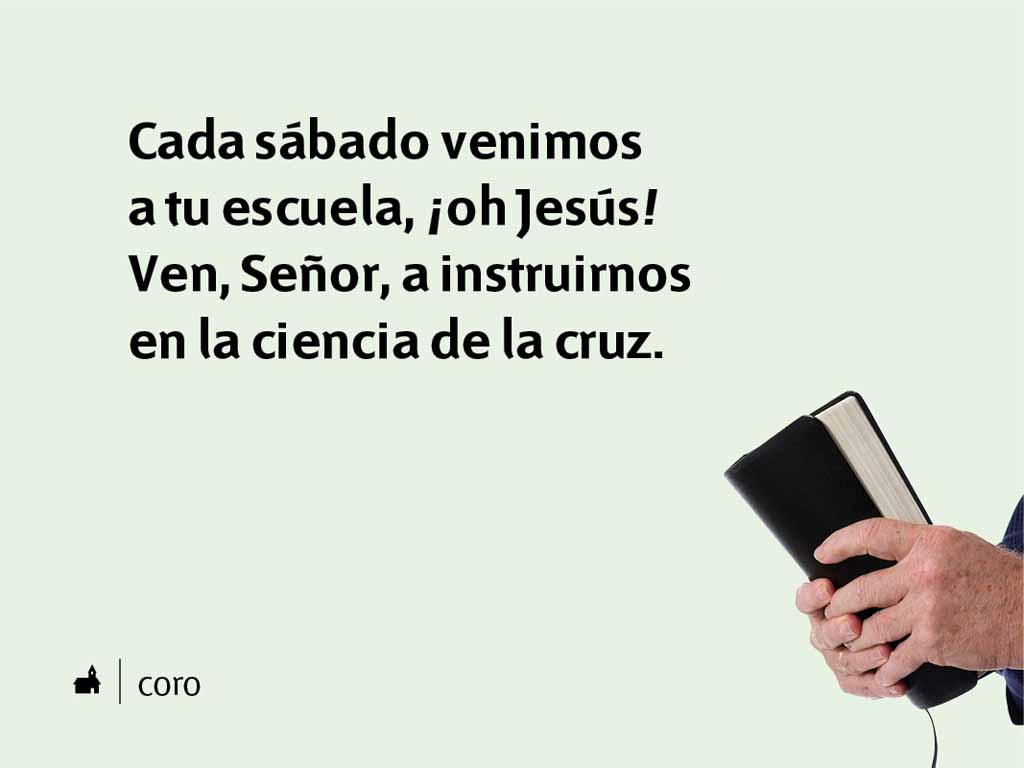 Cada sábado venimos
a tu escuela, ¡oh Jesús!
Ven, Señor, a instruirnos
en la ciencia de la cruz.
coro